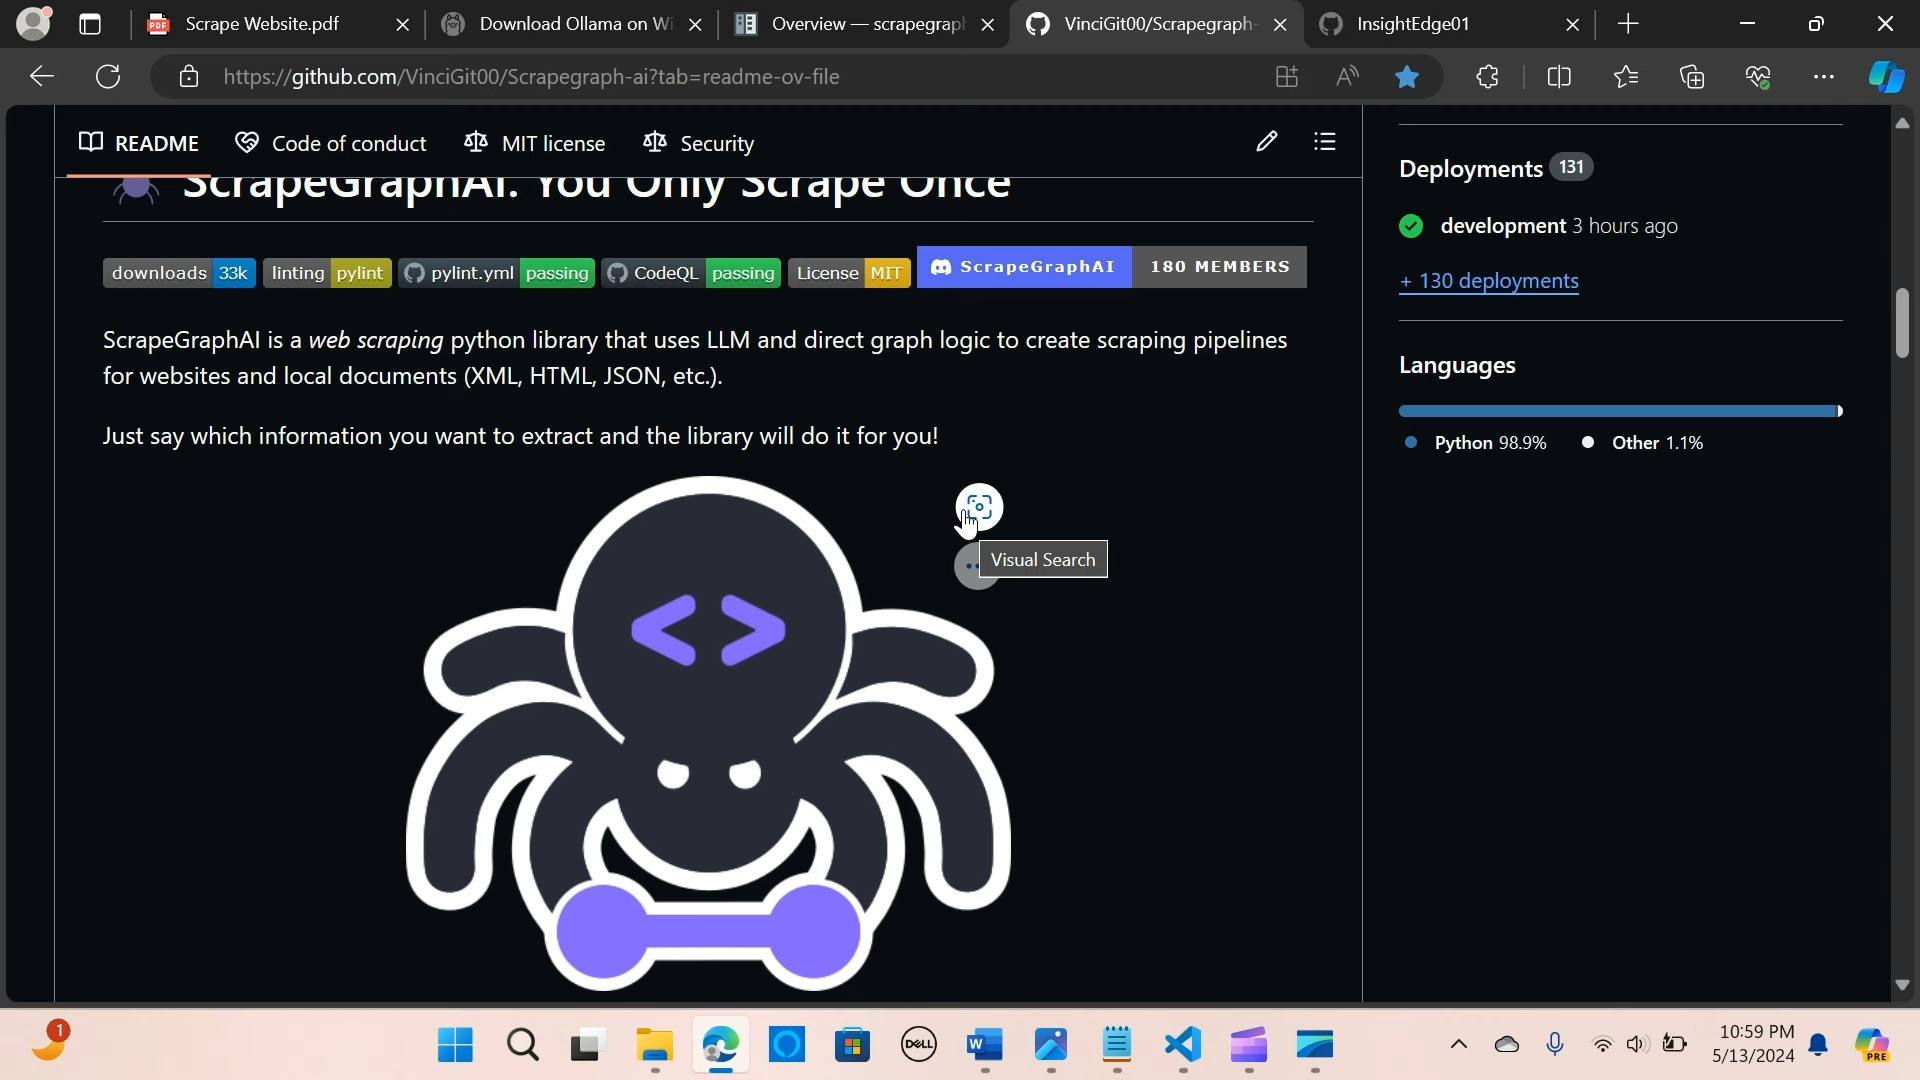 Scrape Website.pdf
Download Ollama on Wi
Overview — scrapegraph
VinciGit00/Scrapegraph-
InsightEdge01
https://github.com/VinciGit00/Scrapegraph-ai?tab=readme-ov-file
README
Code of conduct
MIT license
Security
ScrapeGraphAI: You Only Scrape Once
downloads 33k
linting pylint
pylint.yml passing
CodeQL passing
License MIT
ScrapeGraphAI 180 MEMBERS
ScrapeGraphAI is a web scraping python library that uses LLM and direct graph logic to create scraping pipelines
for websites and local documents (XML, HTML, JSON, etc.).
Just say which information you want to extract and the library will do it for you!
< >
Visual Search
Deployments 131
development 3 hours ago
+ 130 deployments
Languages
Python 98.9%
Other 1.1%
1
DELL
W
10:59 PM
5/13/2024
PRE